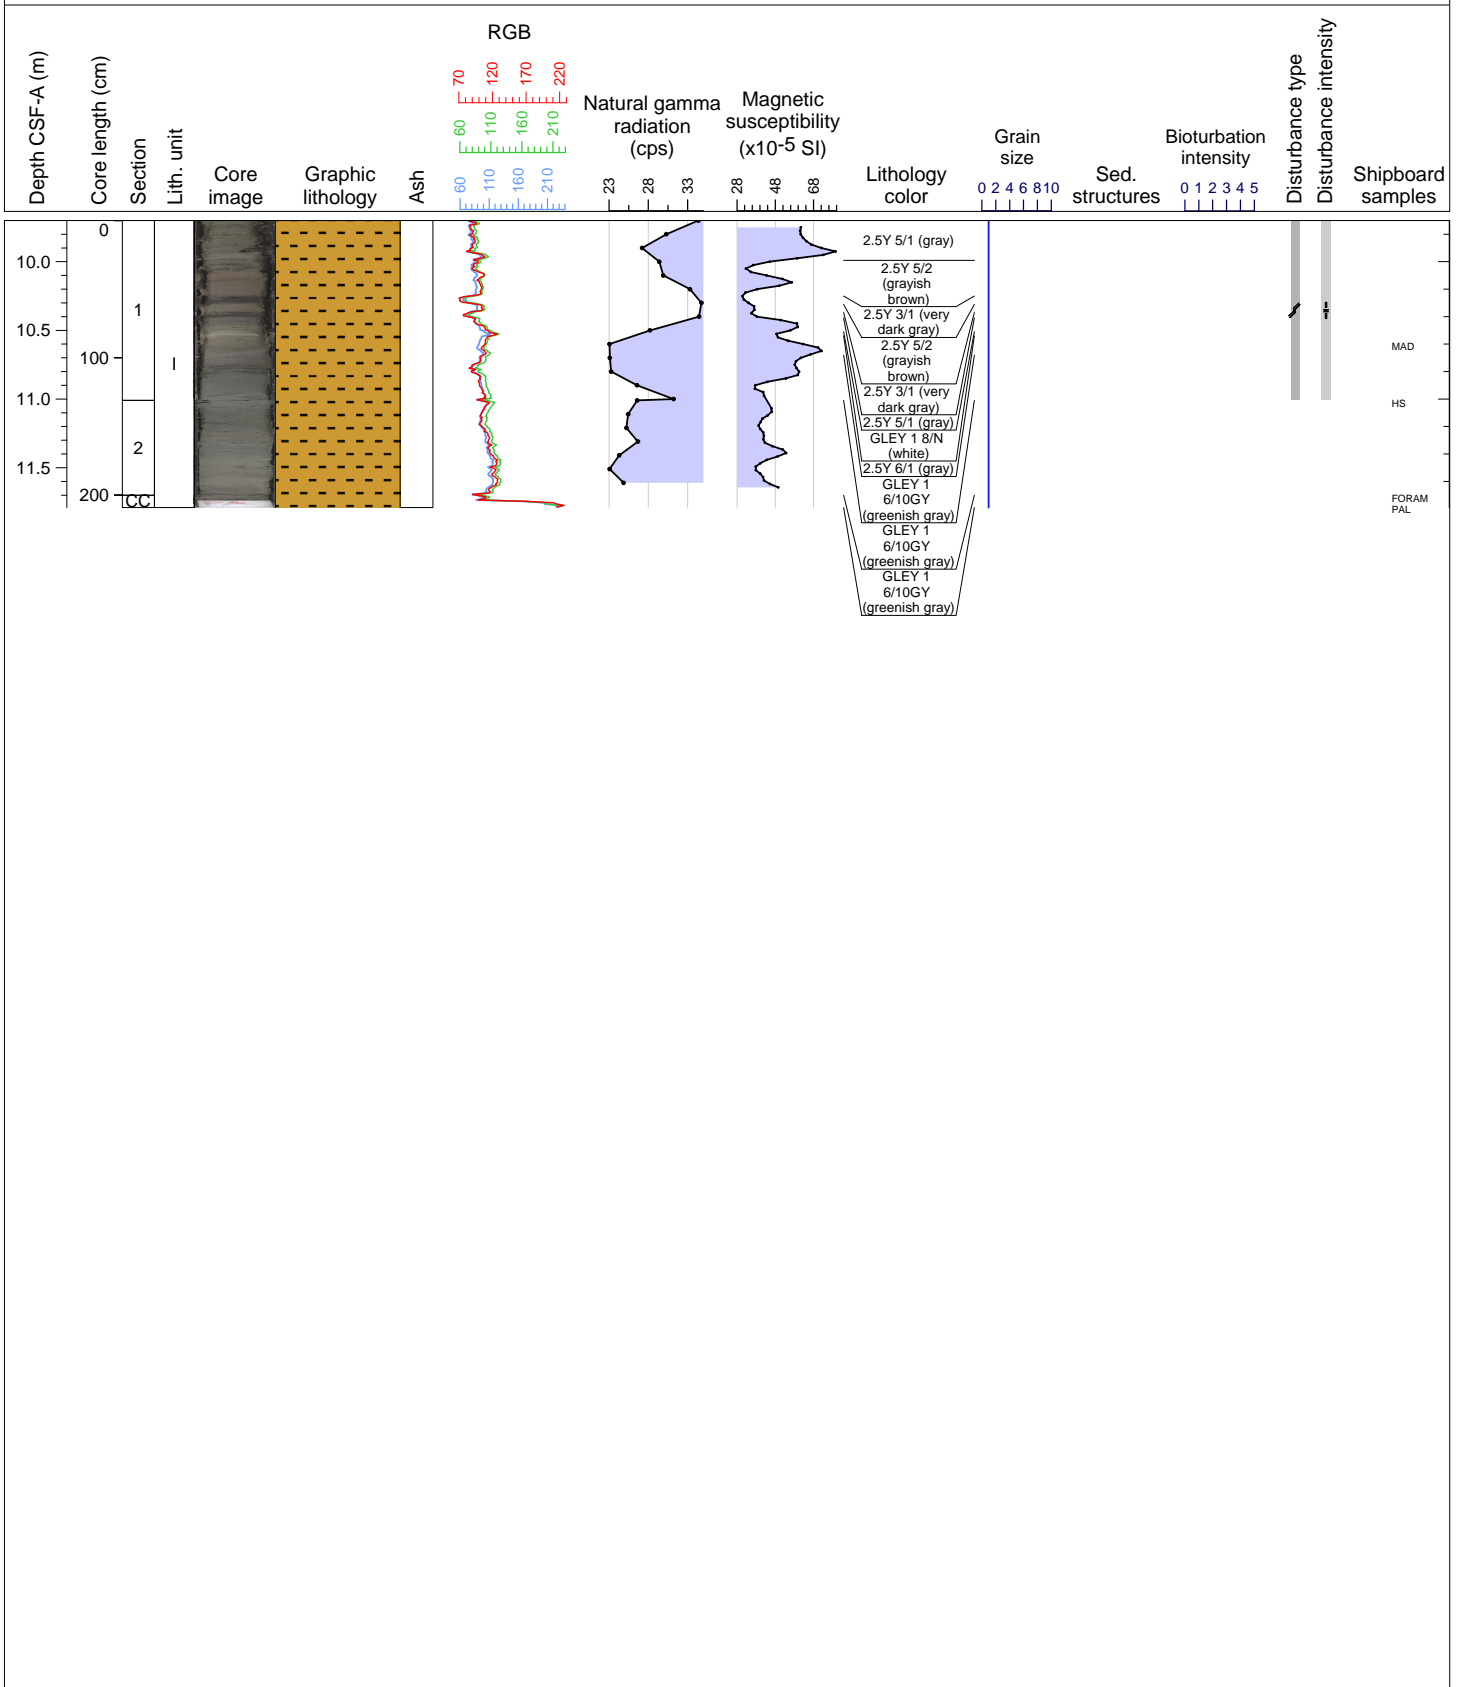 Depth CSF-A (m)
Core length (cm)
Section
Lith. unit
Core
image
Graphic
lithology
Ash
RGB
70 120 170 220
60 110 160 210
60 110 160 210
Natural gamma
radiation
(cps)
23 28 33
Magnetic
susceptibility
(x10-5 SI)
28 48 68
Lithology
color
Grain
size
0 2 4 6 8 10
Sed.
structures
Bioturbation
intensity
0 1 2 3 4 5
Disturbance type
Disturbance intensity
Shipboard
samples
10.0
10.5
11.0
11.5
0
100
200
1
2
CC
I
2.5Y 5/1 (gray)
2.5Y 5/2
(grayish
brown)
2.5Y 3/1 (very
dark gray)
2.5Y 5/2
(grayish
brown)
2.5Y 3/1 (very
dark gray)
2.5Y 5/1 (gray)
GLEY 1 8/N
(white)
2.5Y 6/1 (gray)
GLEY 1
6/10GY
(greenish gray)
GLEY 1
6/10GY
(greenish gray)
GLEY 1
6/10GY
(greenish gray)
MAD
HS
FORAM
PAL